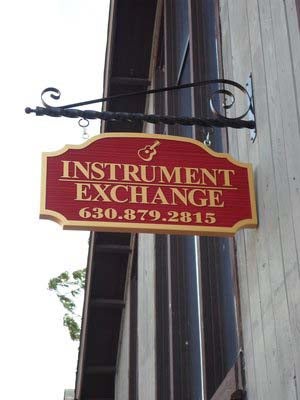 INSTRUMENT
EXCHANGE
630.879.2815